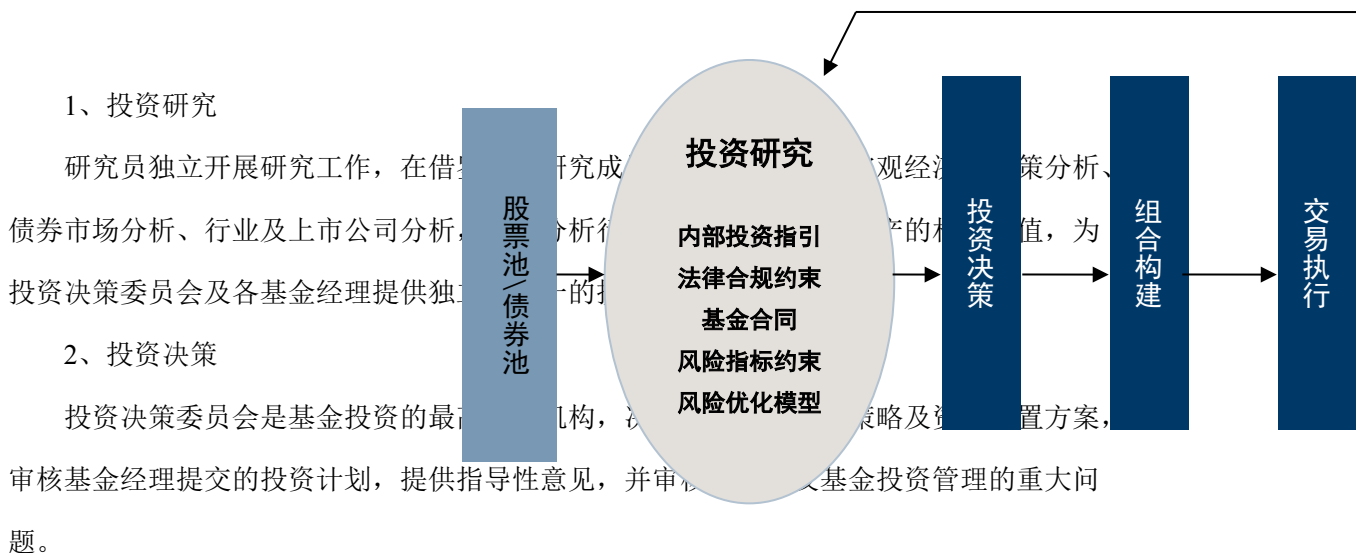 1、投资研究
研究员独立开展研究工作，在借 研究成 观经济 策分析、
债券市场分析、行业及上市公司分析， 分析行 产的 值，为
投资决策委员会及各基金经理提供独立 一的投
2、投资决策
投资决策委员会是基金投资的最高 机构，决 策略及资 置方案，
审核基金经理提交的投资计划，提供指导性意见，并审核 基金投资管理的重大问
题。
股票池\债券池
投资研究
内部投资指引
法律合规约束
基金合同
风险指标约束
风险优化模型
投资决策
组合构建
交易执行